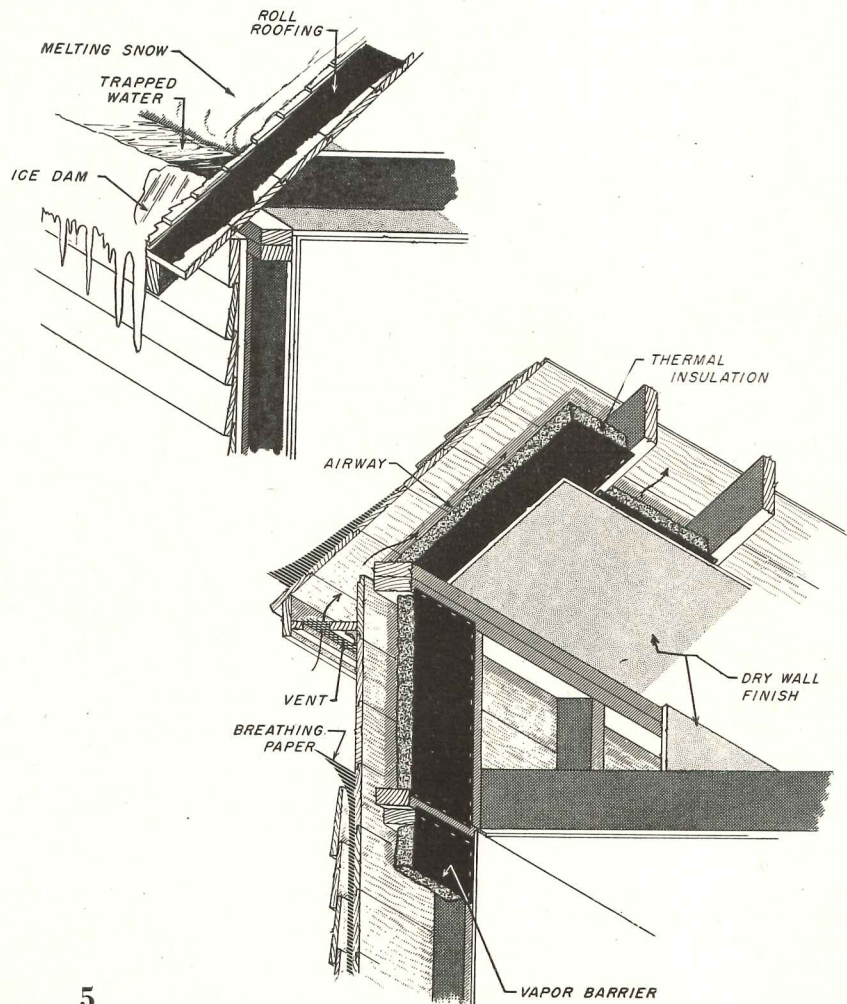 ROLL
ROOFING
MELTING SNOW
TRAPPED
WATER
ICE DAM
THERMAL
INSULATION
AIRWAY
VENT
DRY WALL
FINISH
BREATHING
PAPER
VAPOR BARRIER
5